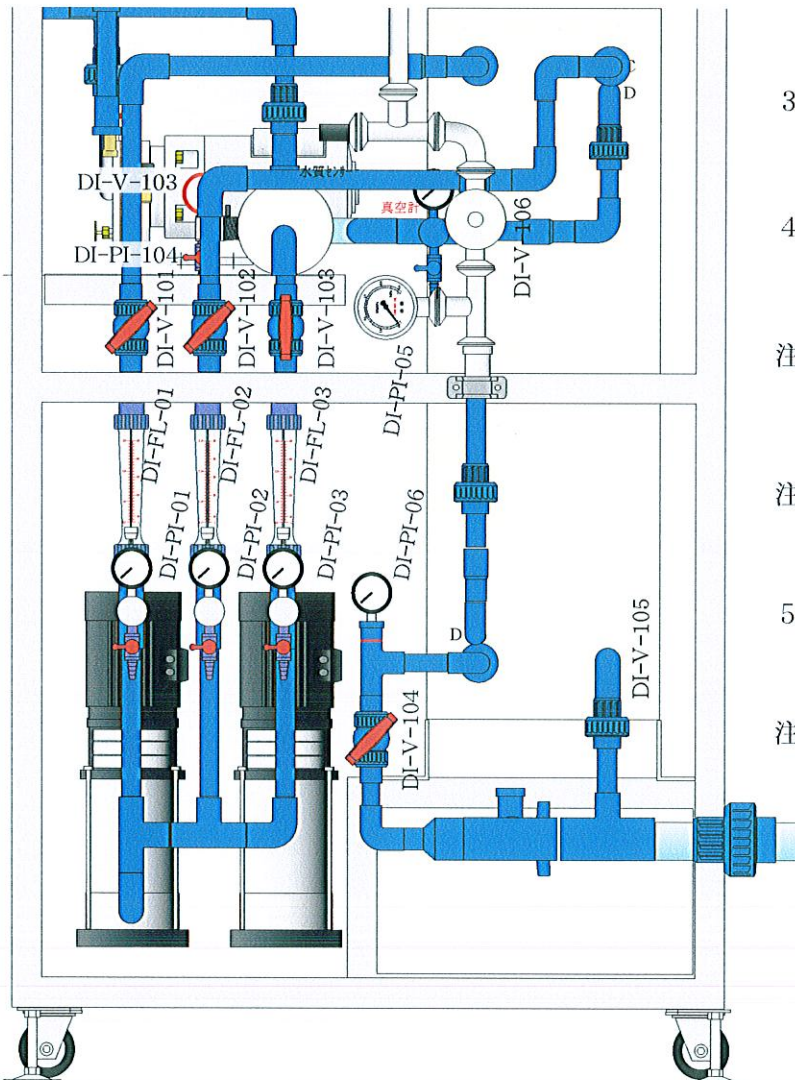 C
D
3
DI-V-103
水質センサ
真空計
DI-PI-104
4
DI-V-106
DI-V-101
DI-V-102
DI-V-103
注
DI-PI-05
DI-FL-01
DI-FL-02
DI-FL-03
注
DI-PI-01
DI-PI-02
DI-PI-03
DI-PI-06
5
D
DI-V-105
DI-V-104
注